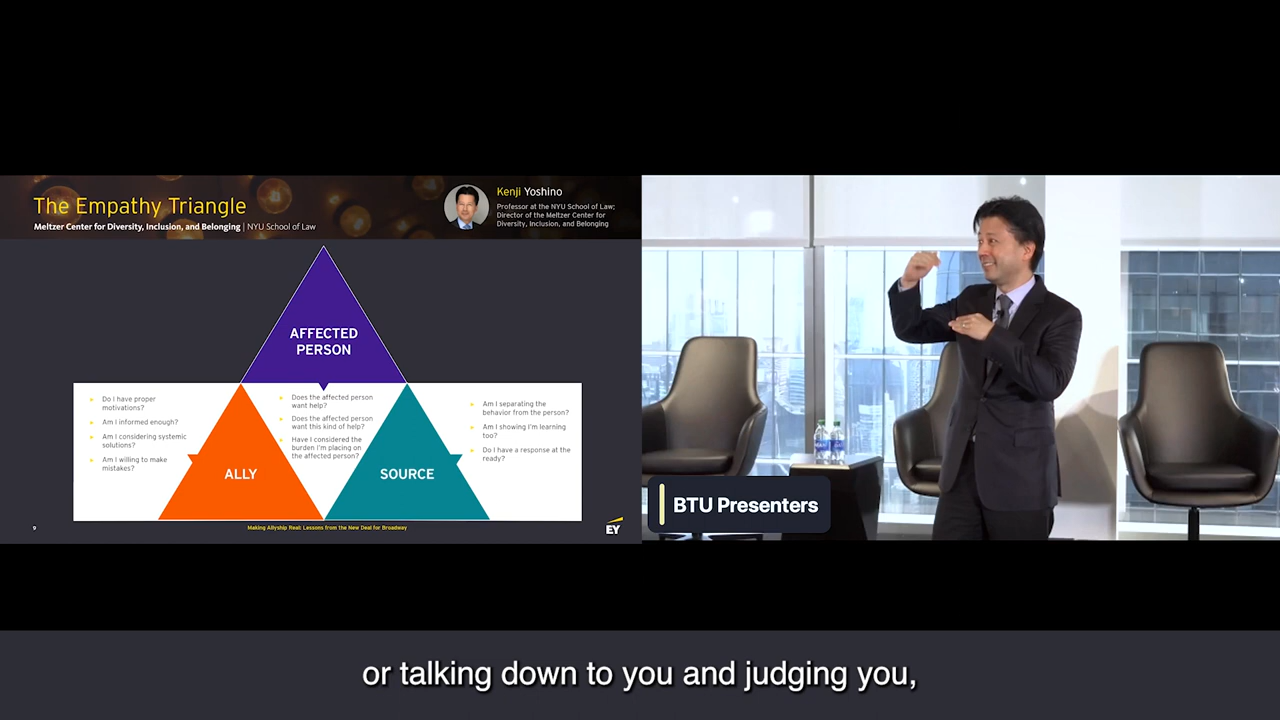 The Empathy Triangle
Meltzer Center for Diversity, Inclusion, and Belonging | NYU School of Law
Kenji Yoshino
Professor at the NYU School of Law;
Director of the Meltzer Center for
Diversity, Inclusion, and Belonging
AFFECTED
PERSON
Do I have proper
motivations?
Am I informed enough?
Am I considering systemic
solutions?
Am I willing to make
mistakes?
ALLY
Does the affected person
want help?
Does the affected person
want this kind of help?
Have I considered the
burden I'm placing on
the affected person?
SOURCE
Am I separating the
behavior from the person?
Am I showing I'm learning
too?
Do I have a response at the
ready?
9
Making Allyship Real: Lessons from the New Deal for Broadway
EY
BTU Presenters
or talking down to you and judging you,